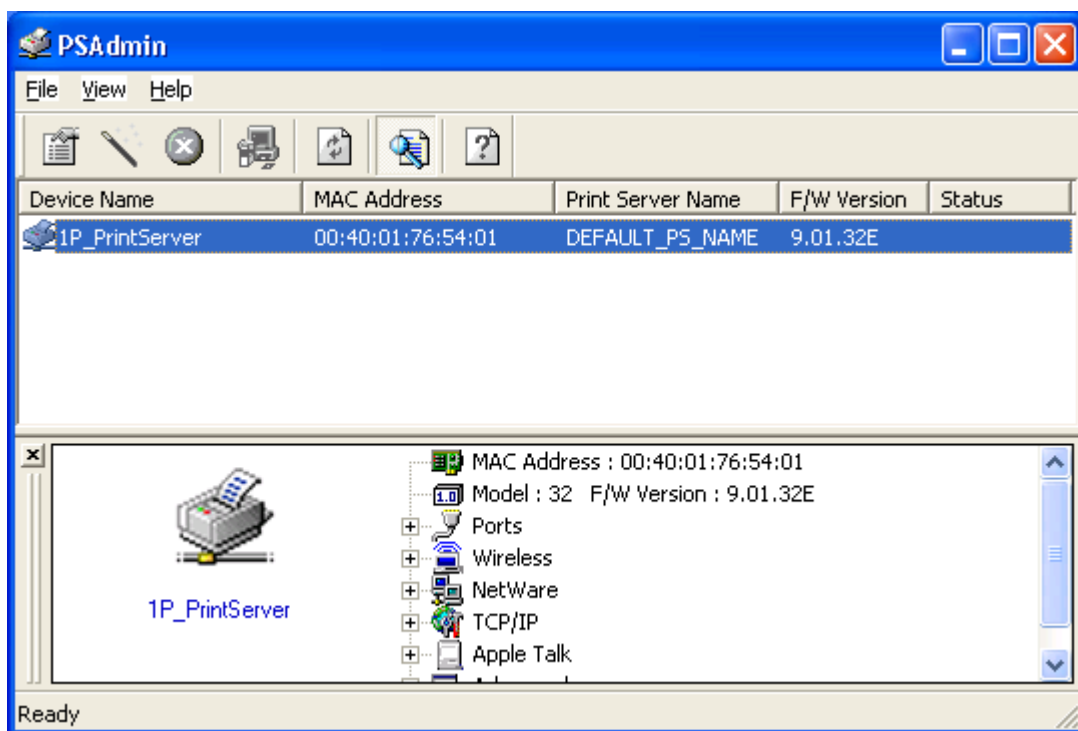 PSAdmin
File View Help
Device Name MAC Address Print Server Name F/W Version Status
1P_PrintServer 00:40:01:76:54:01 DEFAULT_PS_NAME 9.01.32E
MAC Address : 00:40:01:76:54:01
1.0 Model : 32 F/W Version : 9.01.32E
Ports
Wireless
NetWare
1P_PrintServer
TCP/IP
Apple Talk
Ready